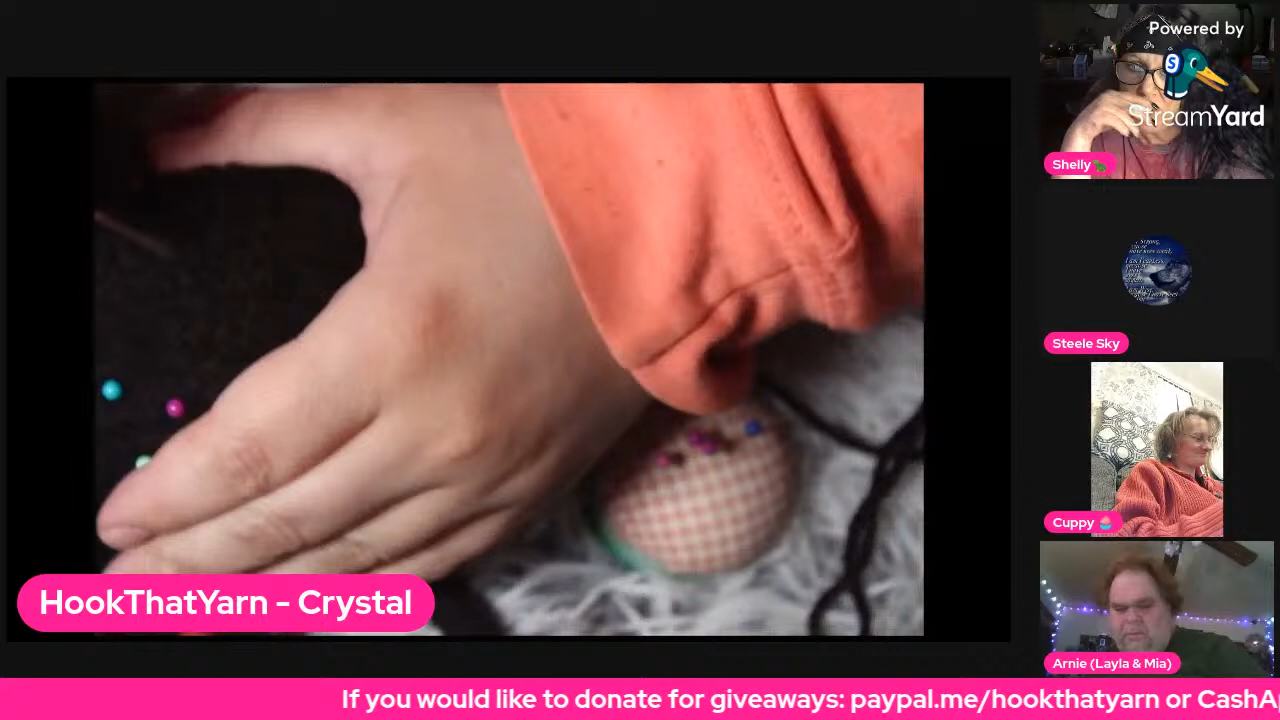 Powered by
StreamYard
Shelly
Steele Sky
Cuppy
HookThatYarn - Crystal
Arnie (Layla & Mia)
If you would like to donate for giveaways: paypal.me/hookthatyarn or CashA